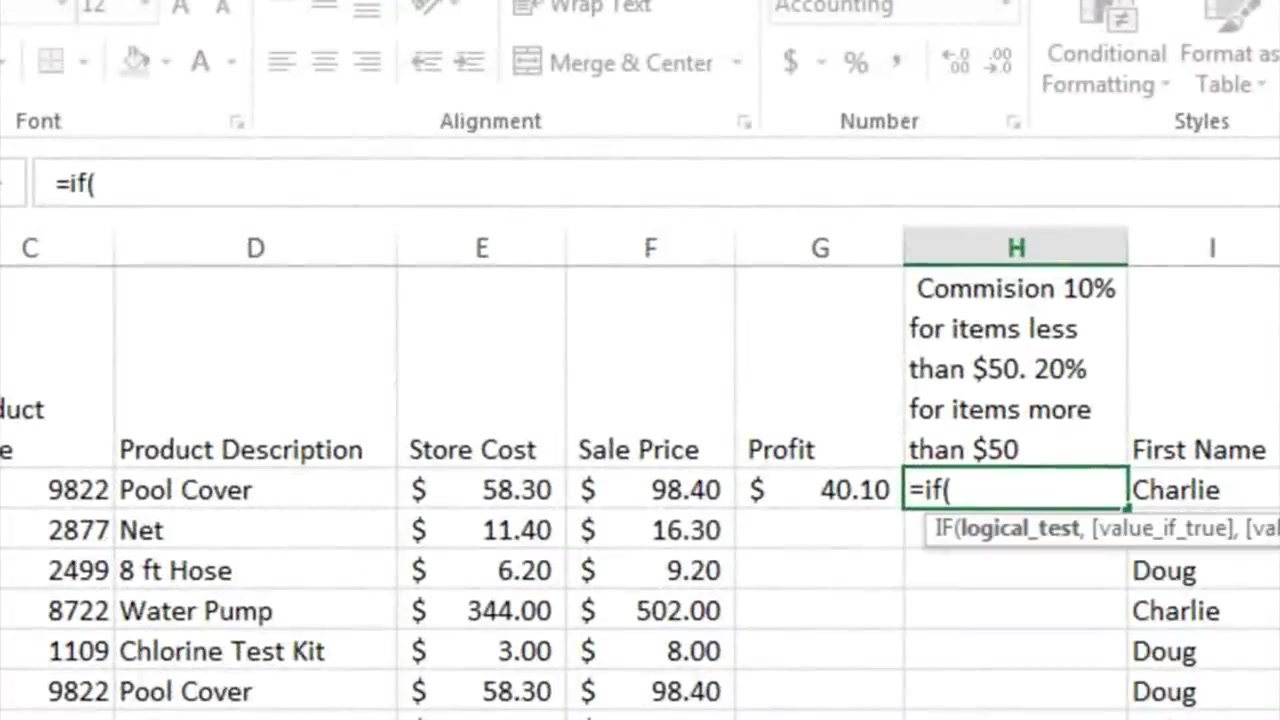 12 A A Wrap Text Accounting
A Merge & Center $ % , .00 .00 Conditional Format as
Formatting Table
Font Alignment Number Styles
=if(
C D E F G H I
Commision 10%
for items less
than $50. 20%
duct for items more
e Product Description Store Cost Sale Price Profit than $50 First Name
9822 Pool Cover $ 58.30 $ 98.40 $ 40.10 =if( Charlie
2877 Net $ 11.40 $ 16.30 IF(logical_test, [value_if_true], [val
2499 8 ft Hose $ 6.20 $ 9.20 Doug
8722 Water Pump $ 344.00 $ 502.00 Charlie
1109 Chlorine Test Kit $ 3.00 $ 8.00 Doug
9822 Pool Cover $ 58.30 $ 98.40 Doug